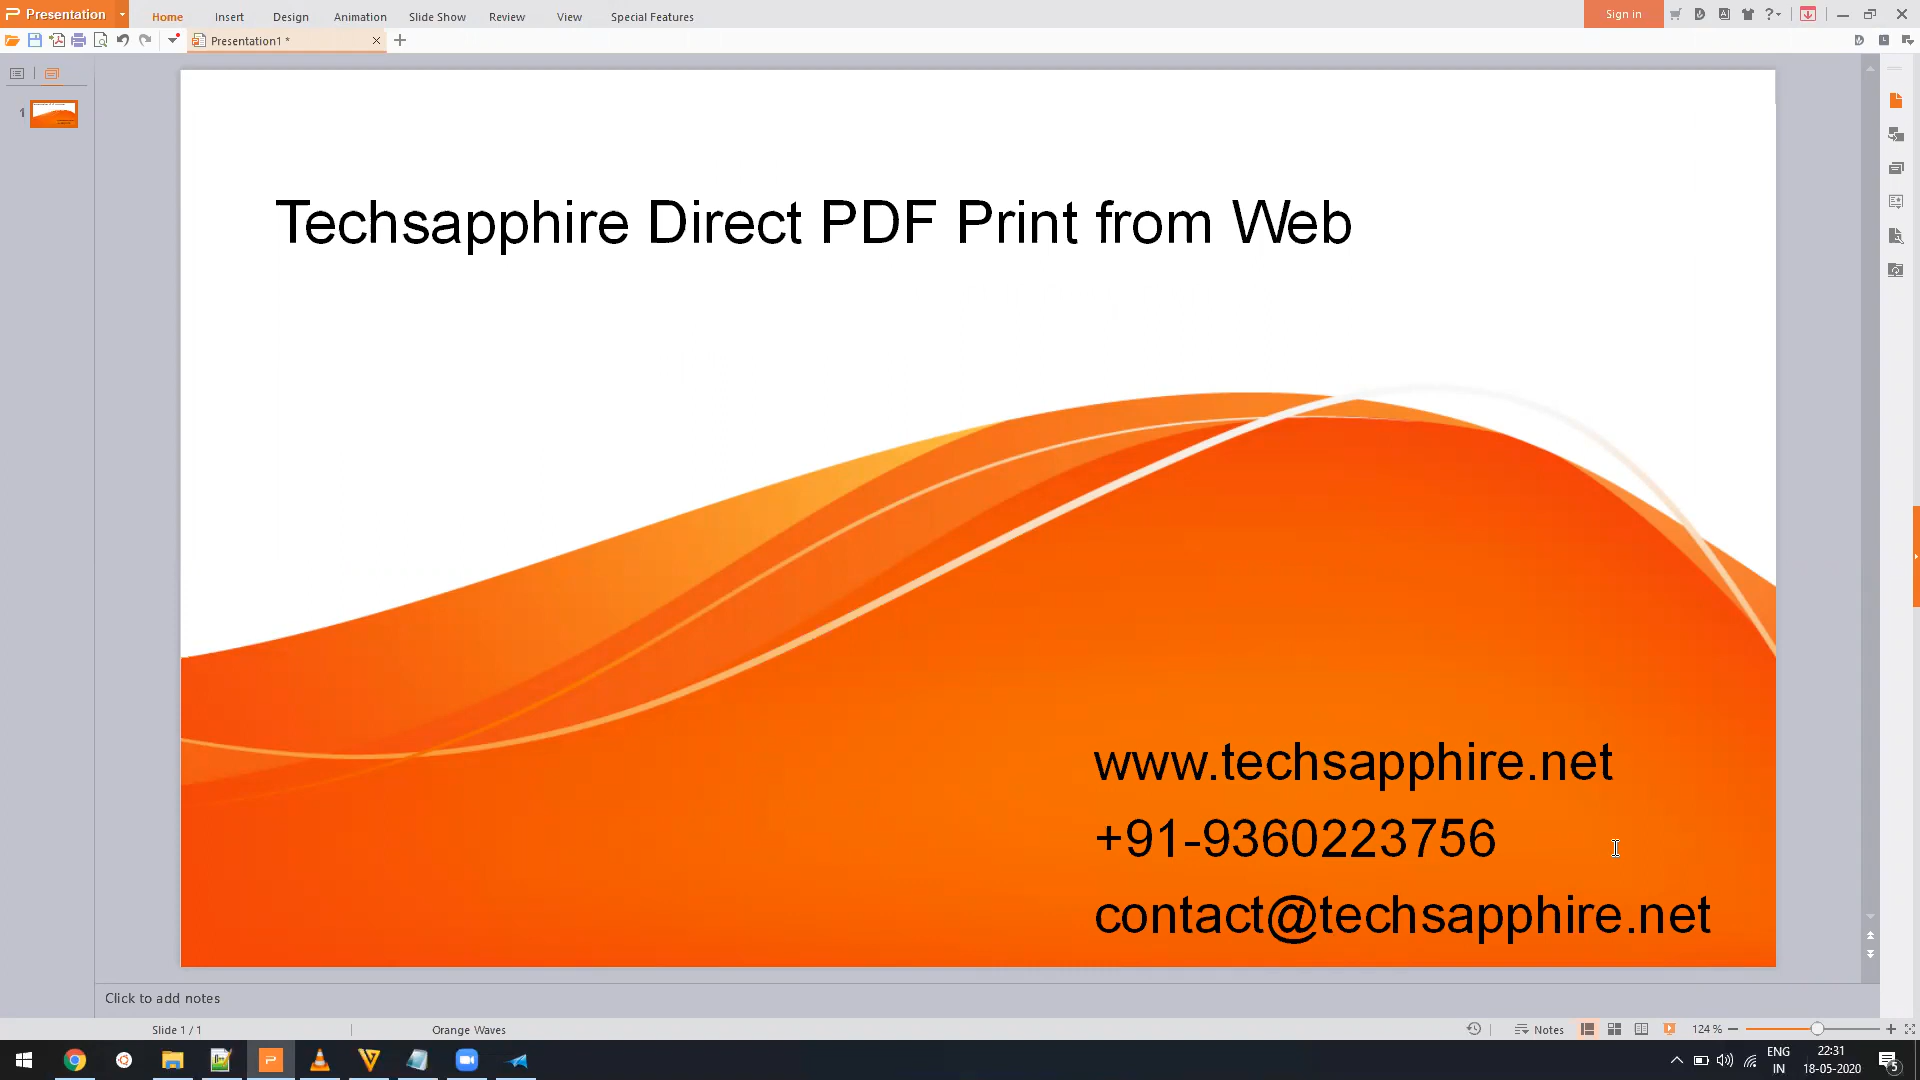 Presentation
Home Insert Design Animation Slide Show Review View Special Features
Sign in
Presentation1 *
1
Techsapphire Direct PDF Print from Web
www.techsapphire.net
+91-9360223756
contact@techsapphire.net
Click to add notes
Slide 1 / 1
Orange Waves
Notes
124 %
ENG
IN
22:31
18-05-2020
5